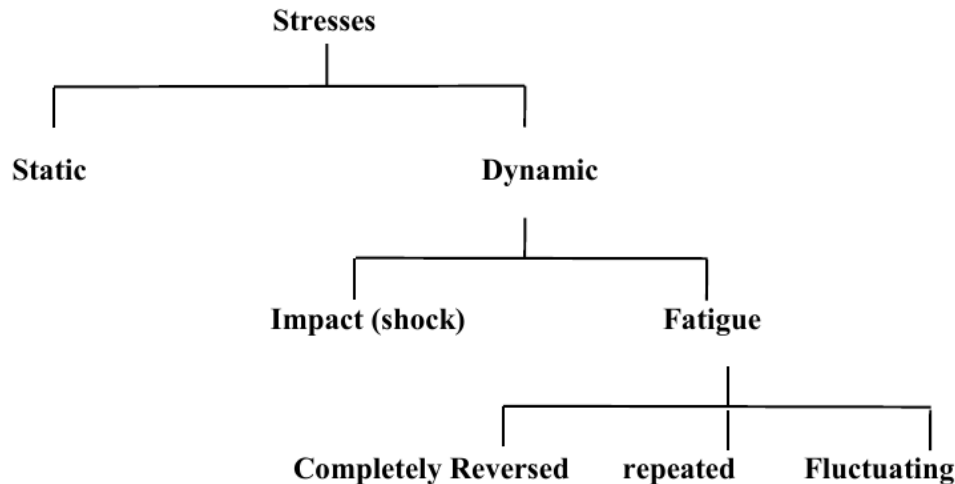 Stresses
Static Dynamic
Impact (shock) Fatigue
Completely Reversed repeated Fluctuating